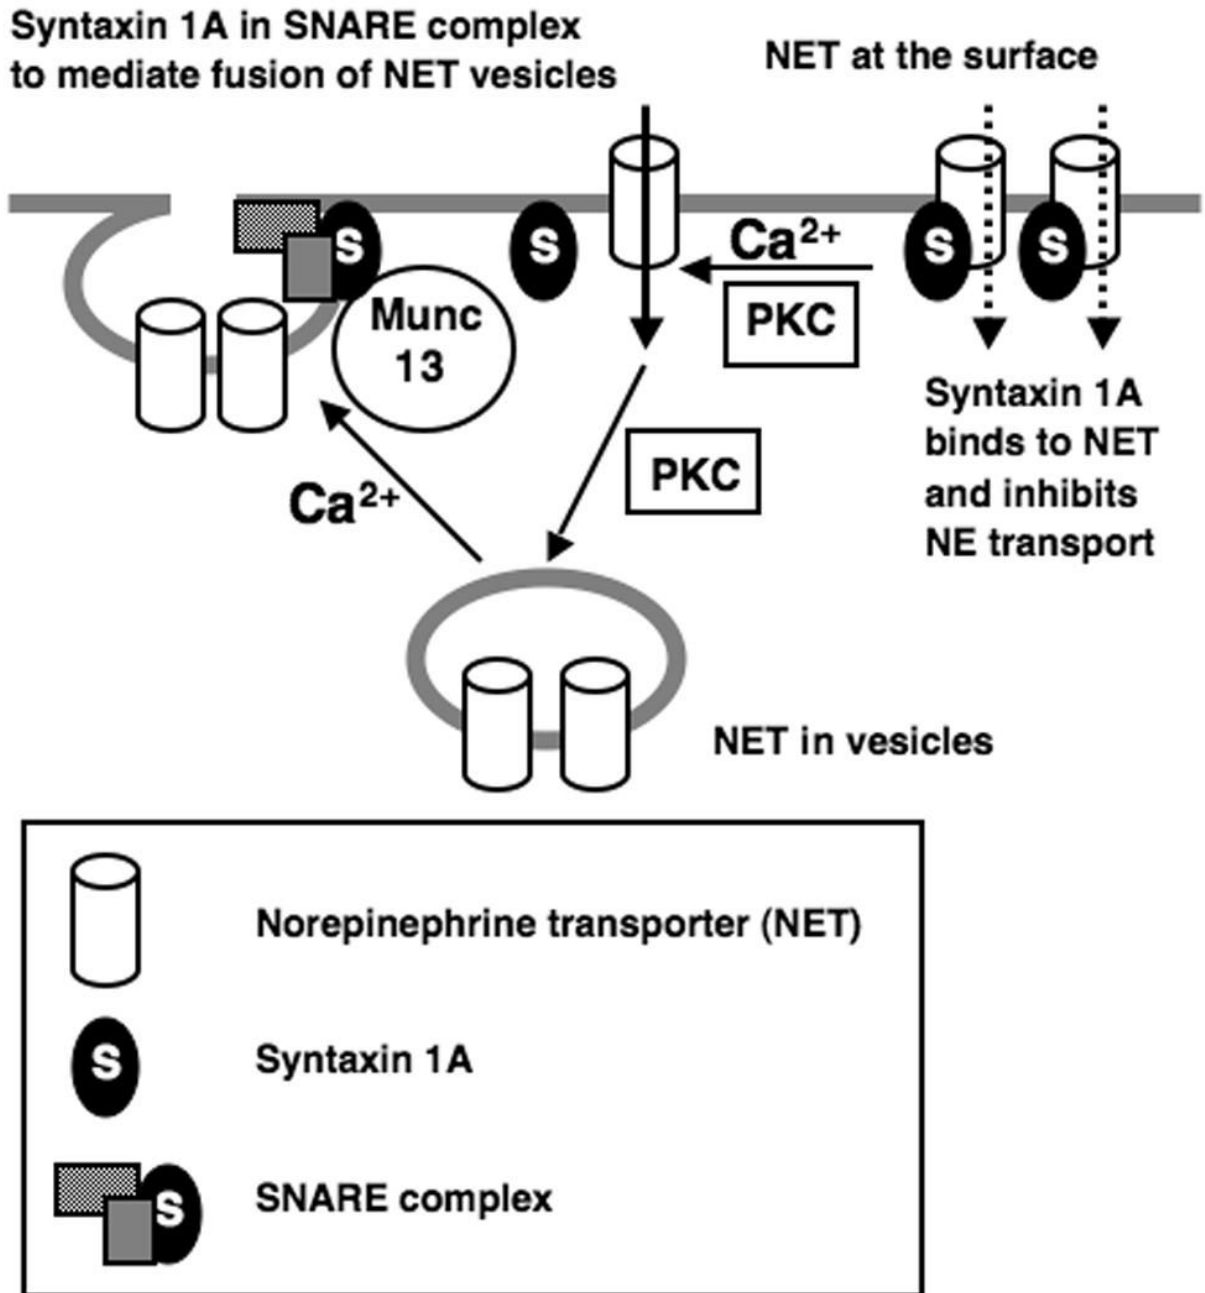 Syntaxin 1A in SNARE complex
to mediate fusion of NET vesicles
NET at the surface
S
S
Ca2+
S
S
PKC
Munc
13
Syntaxin 1A
binds to NET
and inhibits
NE transport
PKC
Ca2+
NET in vesicles
Norepinephrine transporter (NET)
S
Syntaxin 1A
S
SNARE complex